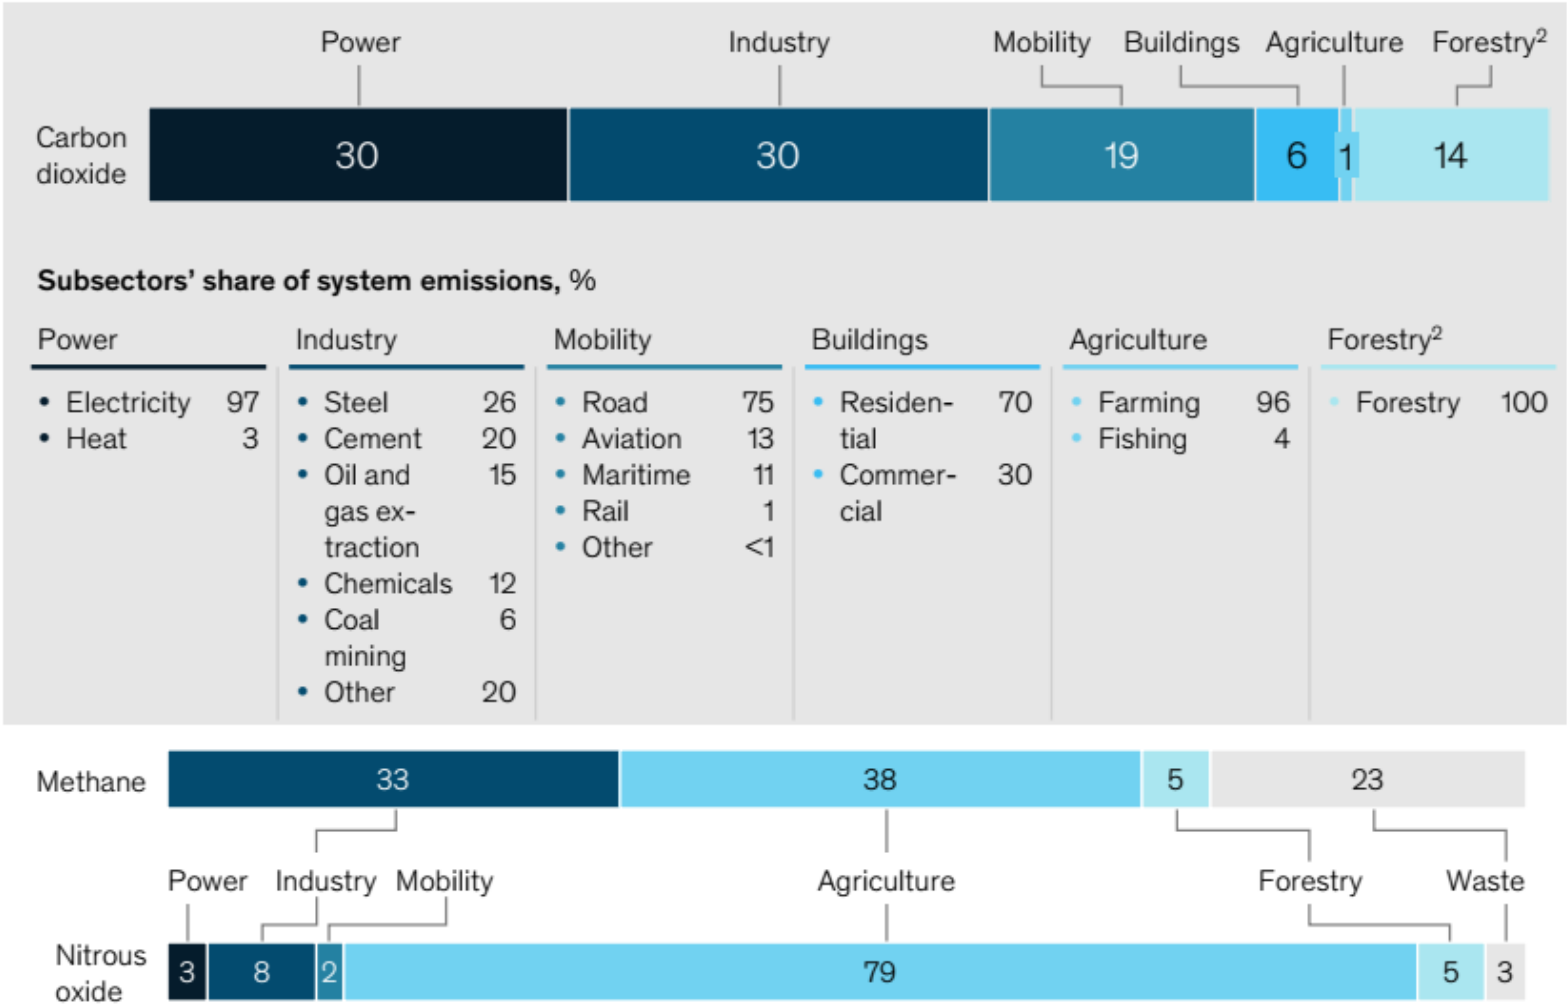 Power Industry Mobility Buildings Agriculture Forestry²
Carbon
dioxide
30 30 19 6 1 14
Subsectors’ share of system emissions, %
Power
• Electricity 97
• Heat 3
Industry
• Steel 26
• Cement 20
• Oil and 15
gas ex-
traction
• Chemicals 12
• Coal 6
mining
• Other 20
Mobility
• Road 75
• Aviation 13
• Maritime 11
• Rail 1
• Other <1
Buildings
• Residen- 70
tial
• Commer- 30
cial
Agriculture
• Farming 96
• Fishing 4
Forestry²
• Forestry 100
Methane 33 38 5 23
Power Industry Mobility Agriculture Forestry Waste
Nitrous
oxide
3 8 2 79 5 3